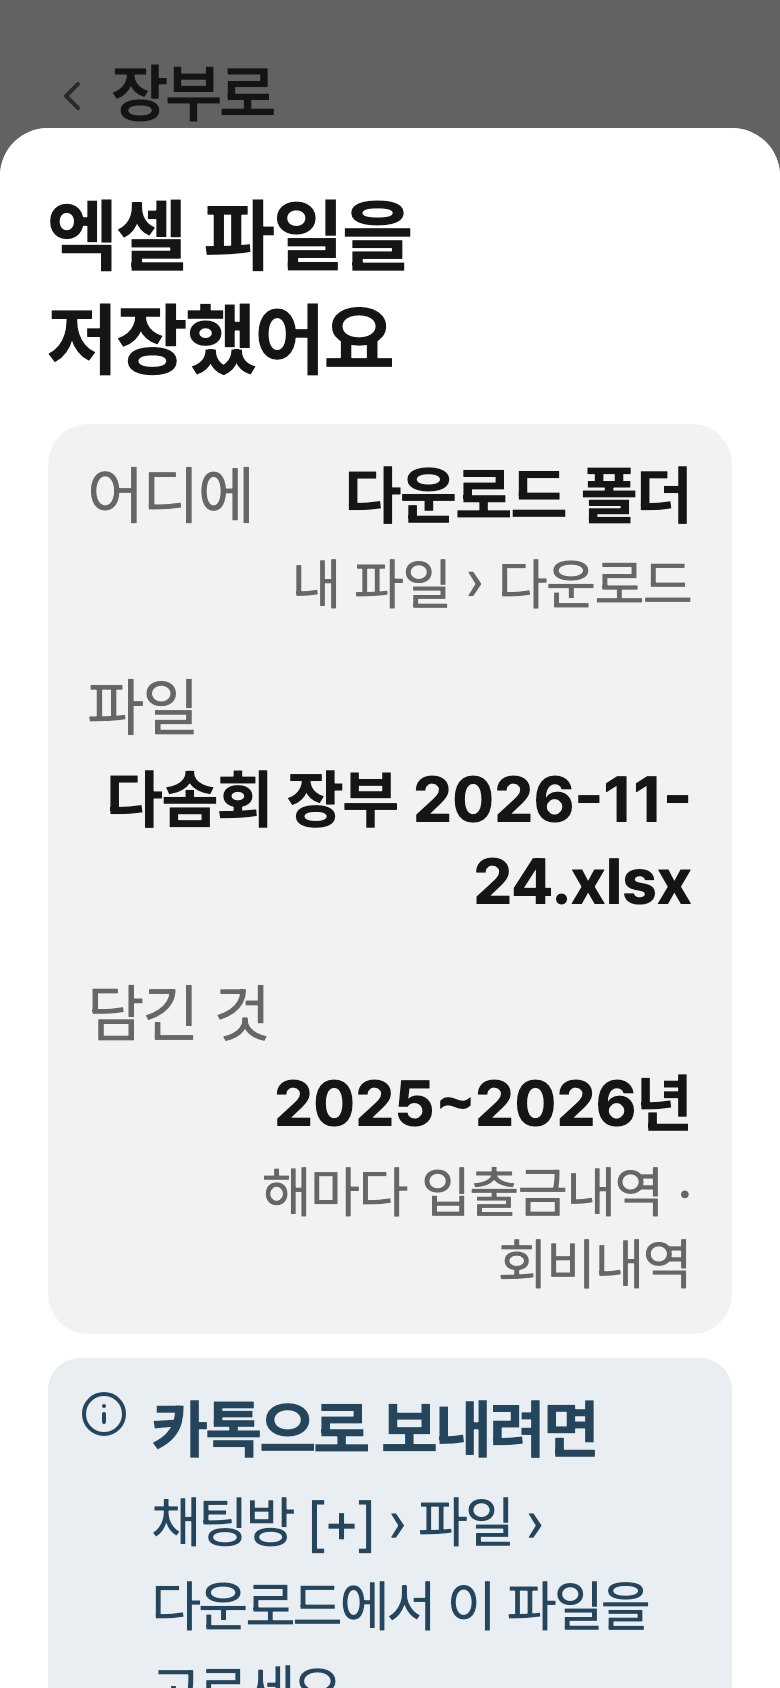 장부로
엑셀 파일을
저장했어요
어디에 다운로드 폴더
내 파일 › 다운로드
파일
다솜회 장부 2026-11-
24.xlsx
담긴 것
2025~2026년
해마다 입출금내역 ·
회비내역
카톡으로 보내려면
채팅방 [+] › 파일 ›
다운로드에서 이 파일을
고르세요